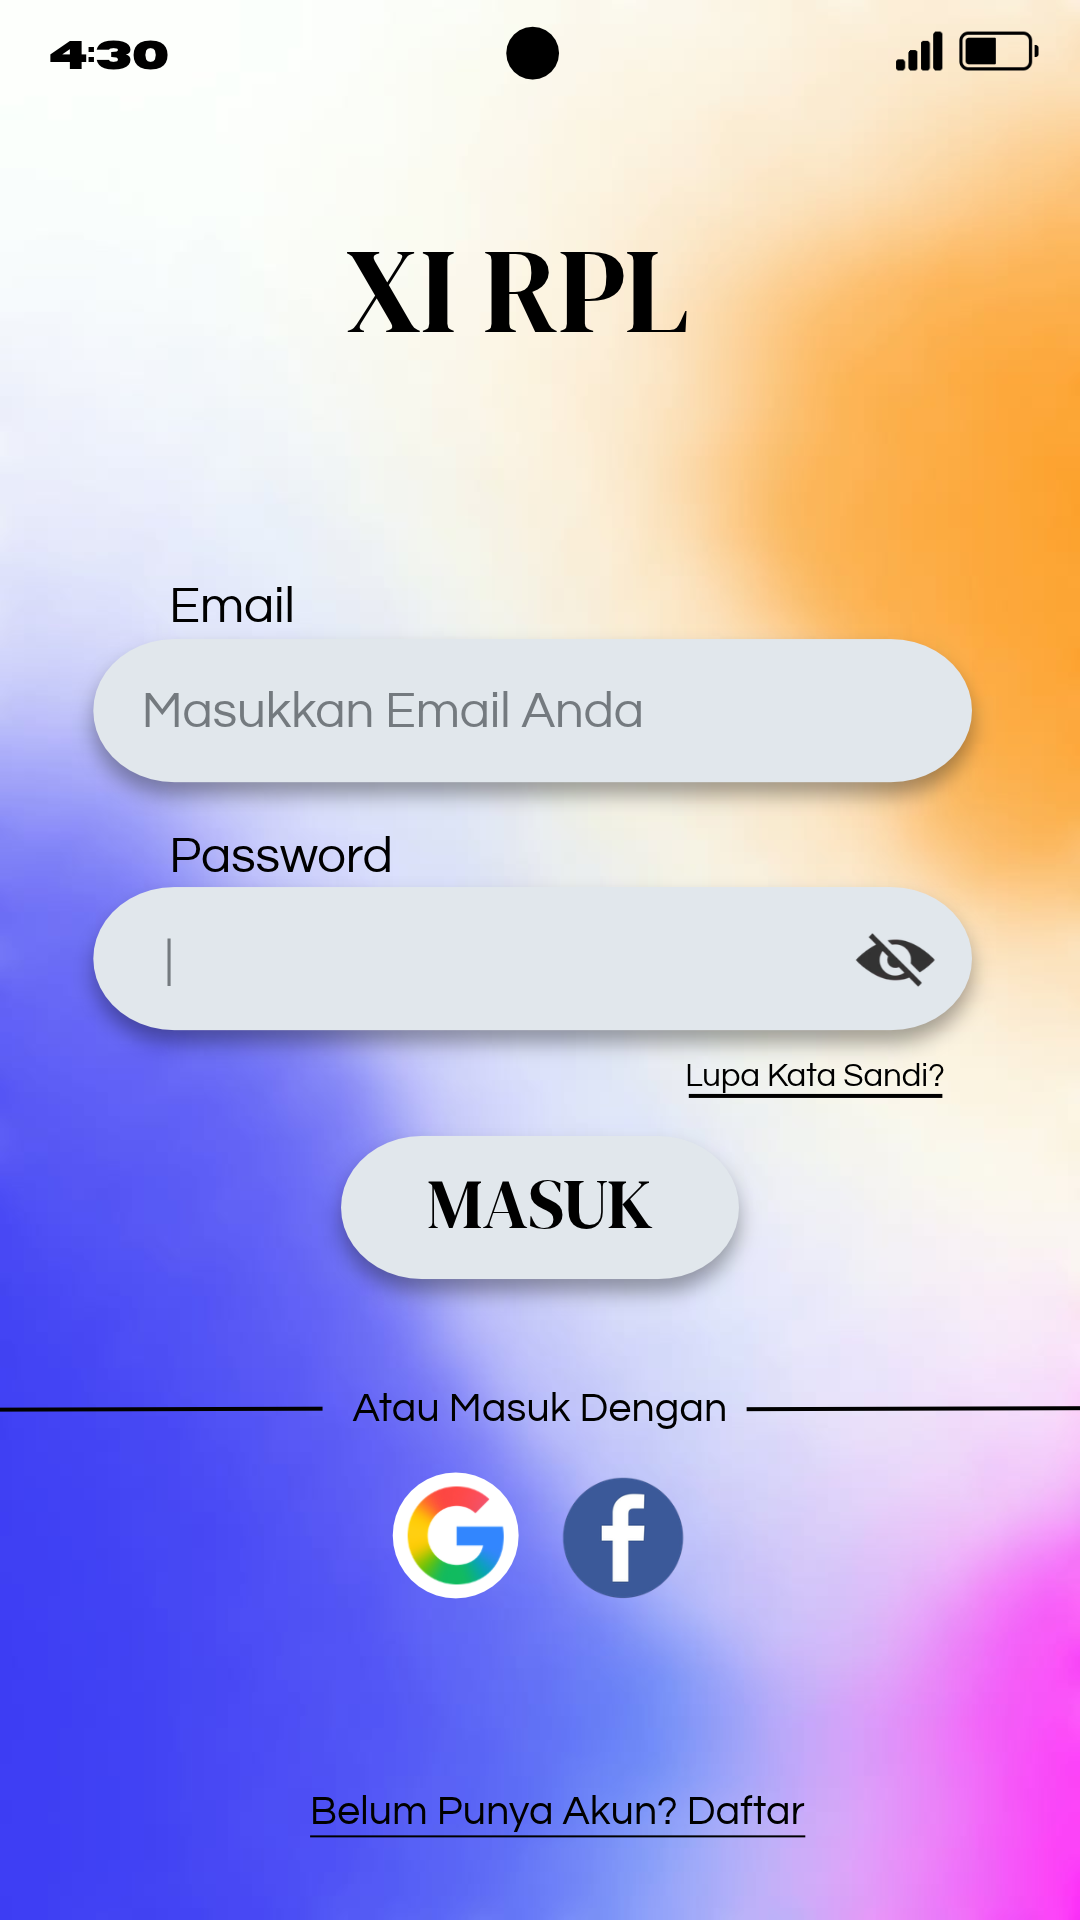 4:30
XI RPL
Email
Masukkan Email Anda
Password
Lupa Kata Sandi?
MASUK
Atau Masuk Dengan
Belum Punya Akun? Daftar